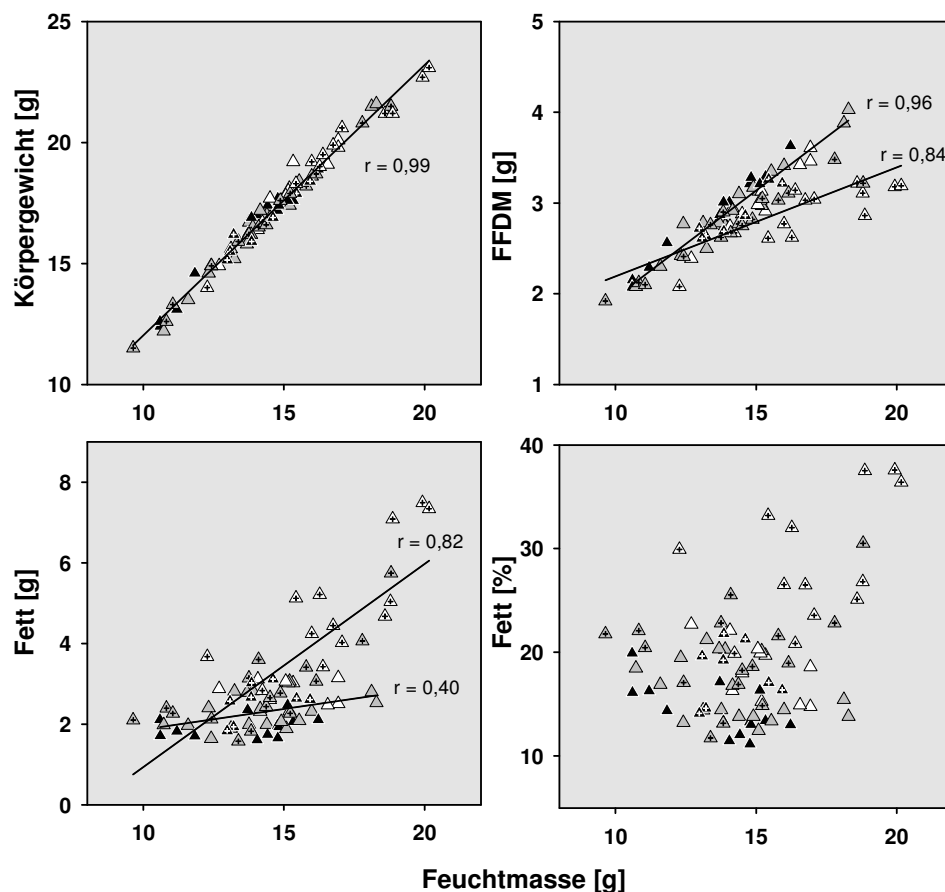 25
20
15
10
Körpergewicht [g]
r = 0,99
10 15 20
5
4
3
2
1
FFDM [g]
r = 0,96
r = 0,84
10 15 20
8
6
4
2
0
Fett [g]
r = 0,82
r = 0,40
10 15 20
40
30
20
10
Fett [%]
10 15 20
Feuchtmasse [g]